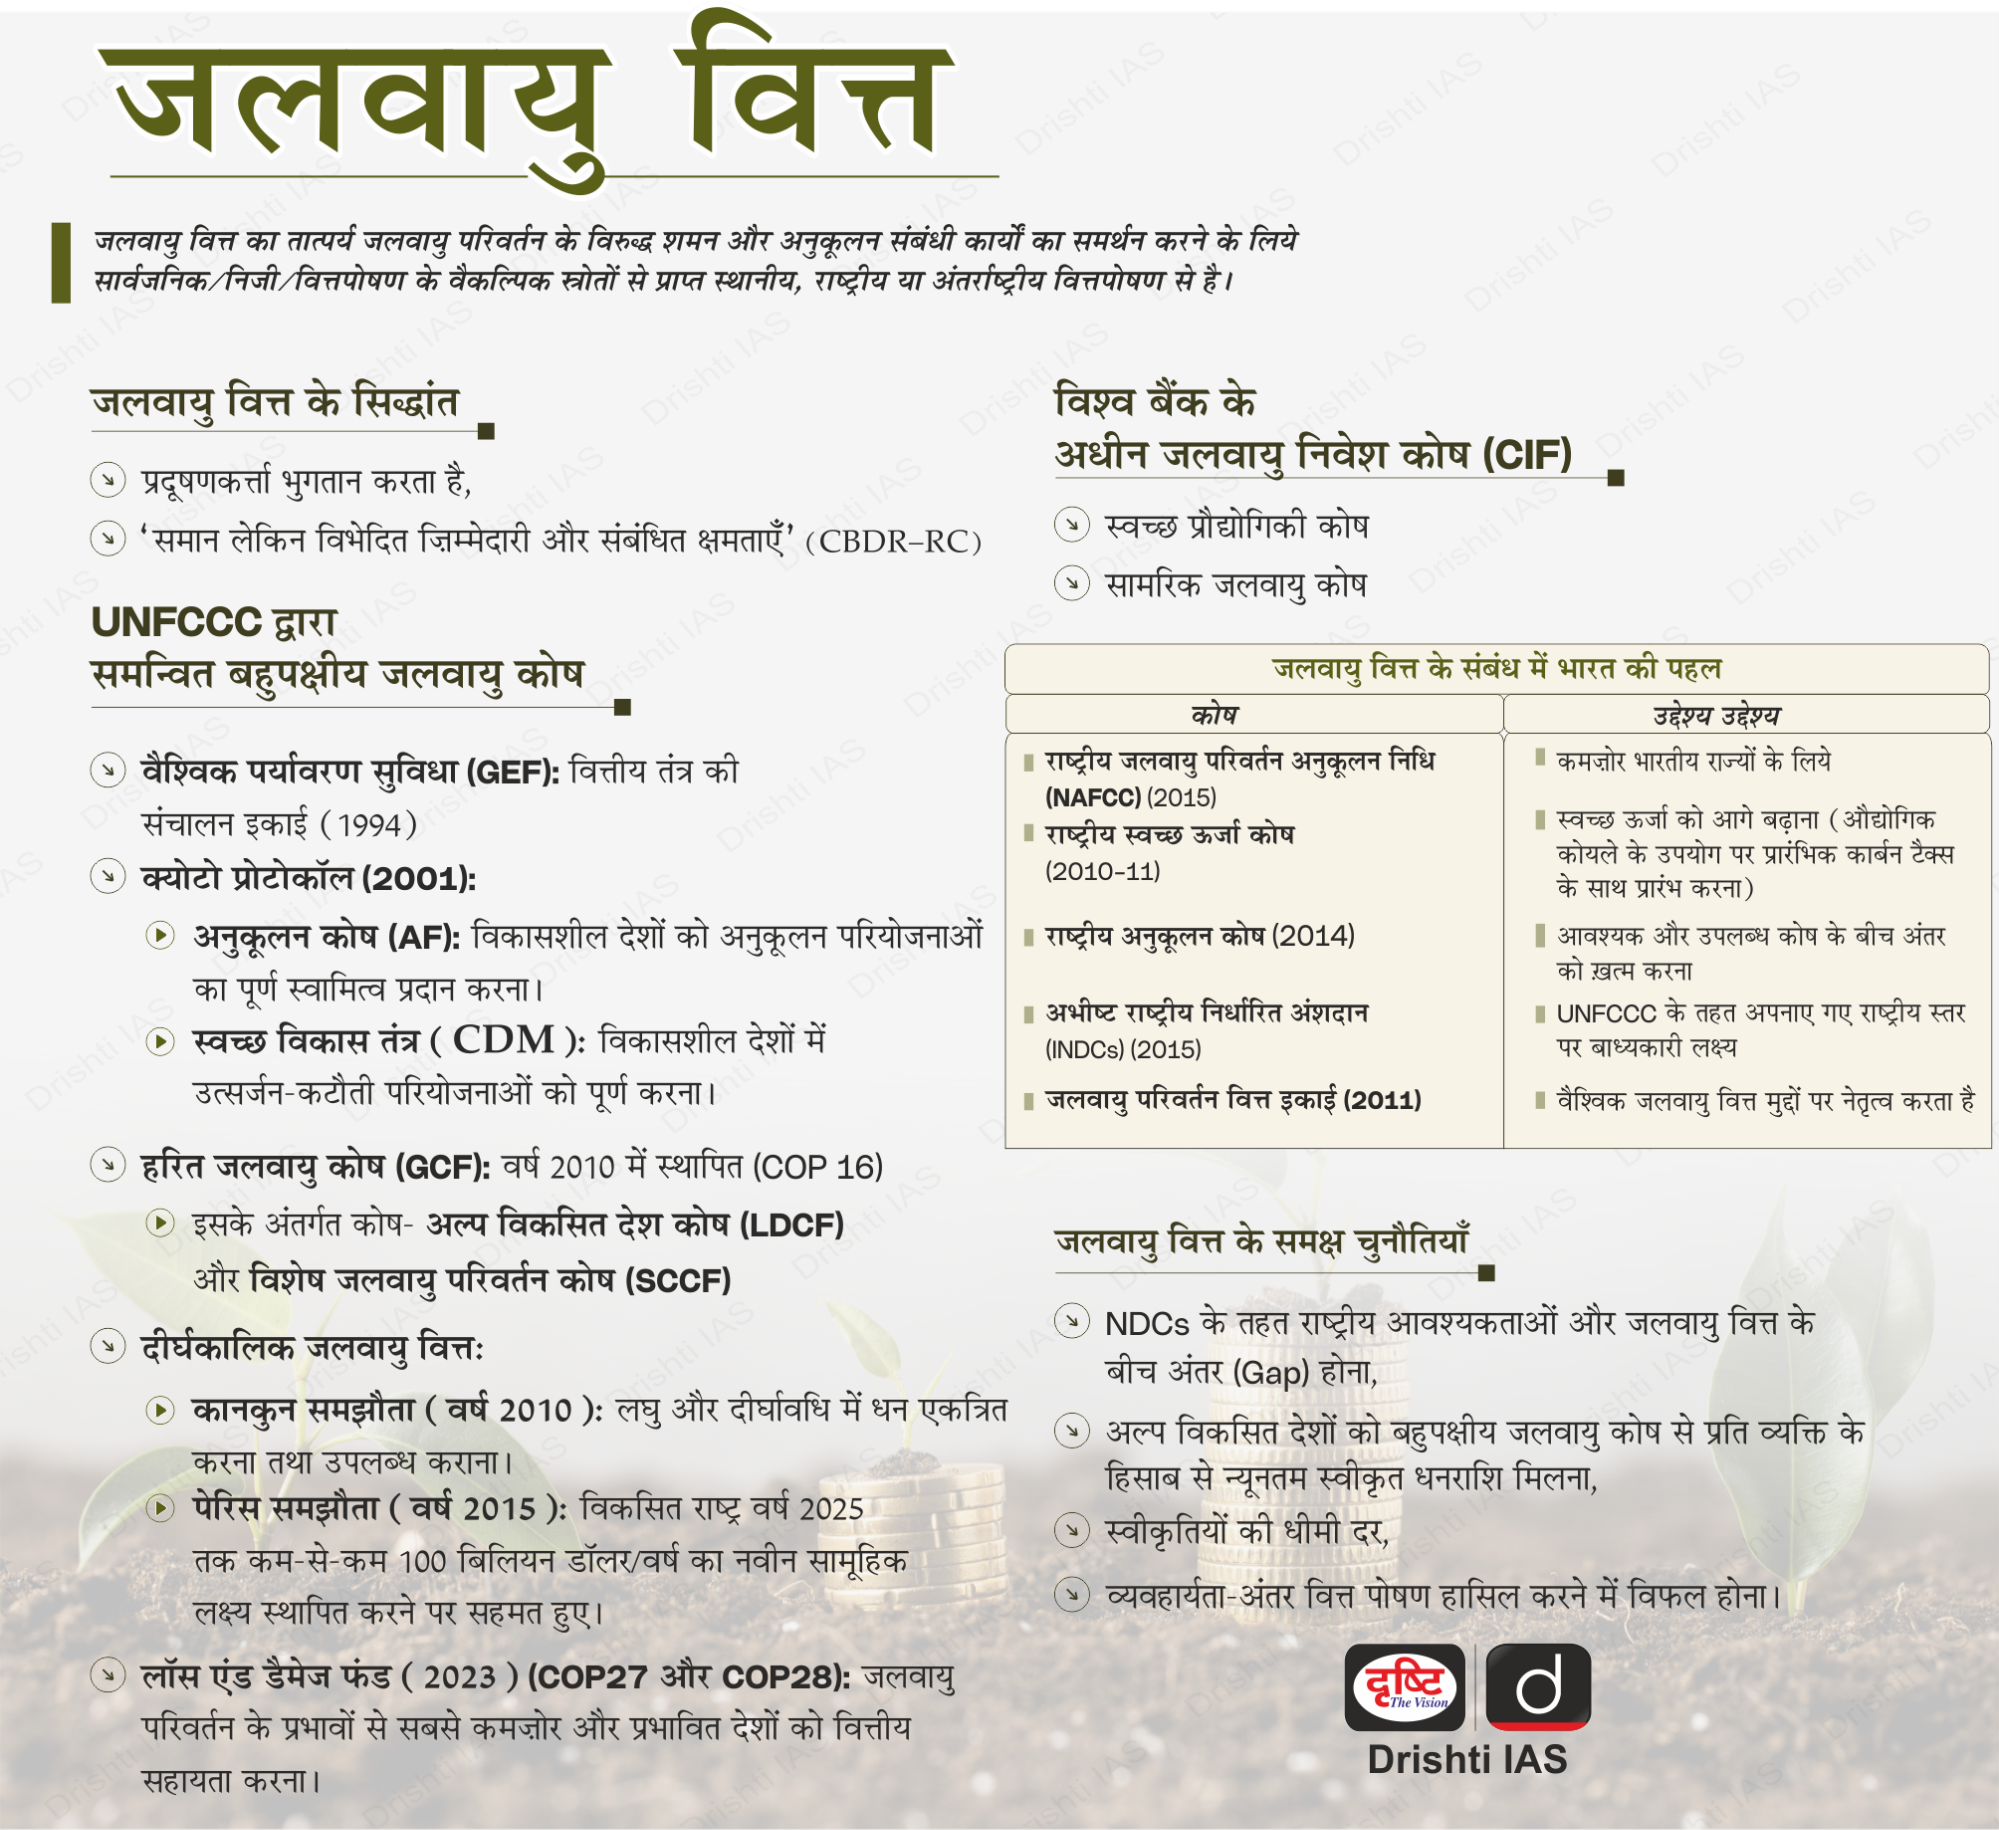 जलवायु वित्त
जलवायु वित्त का तात्पर्य जलवायु परिवर्तन के विरुद्ध शमन और अनुकूलन संबंधी कार्यों का समर्थन करने के लिये
सार्वजनिक/निजी/वित्तपोषण के वैकल्पिक स्त्रोतों से प्राप्त स्थानीय, राष्ट्रीय या अंतर्राष्ट्रीय वित्तपोषण से है।
जलवायु वित्त के सिद्धांत
प्रदूषणकर्त्ता भुगतान करता है,
‘समान लेकिन विभेदित ज़िम्मेदारी और संबंधित क्षमताएँ’ (CBDR–RC)
UNFCCC द्वारा
समन्वित बहुपक्षीय जलवायु कोष
वैश्विक पर्यावरण सुविधा (GEF): वित्तीय तंत्र की
संचालन इकाई (1994)
क्योटो प्रोटोकॉल (2001):
अनुकूलन कोष (AF): विकासशील देशों को अनुकूलन परियोजनाओं
का पूर्ण स्वामित्व प्रदान करना।
स्वच्छ विकास तंत्र ( CDM ): विकासशील देशों में
उत्सर्जन-कटौती परियोजनाओं को पूर्ण करना।
हरित जलवायु कोष (GCF): वर्ष 2010 में स्थापित (COP 16)
इसके अंतर्गत कोष- अल्प विकसित देश कोष (LDCF)
और विशेष जलवायु परिवर्तन कोष (SCCF)
दीर्घकालिक जलवायु वित्तः
कानकुन समझौता ( वर्ष 2010 ): लघु और दीर्घावधि में धन एकत्रित
करना तथा उपलब्ध कराना।
पेरिस समझौता ( वर्ष 2015 ): विकसित राष्ट्र वर्ष 2025
तक कम-से-कम 100 बिलियन डॉलर/वर्ष का नवीन सामूहिक
लक्ष्य स्थापित करने पर सहमत हुए।
लॉस एंड डैमेज फंड ( 2023 ) (COP27 और COP28): जलवायु
परिवर्तन के प्रभावों से सबसे कमज़ोर और प्रभावित देशों को वित्तीय
सहायता करना।
विश्व बैंक के
अधीन जलवायु निवेश कोष (CIF)
स्वच्छ प्रौद्योगिकी कोष
सामरिक जलवायु कोष
जलवायु वित्त के संबंध में भारत की पहल
कोष
उद्देश्य उद्देश्य
राष्ट्रीय जलवायु परिवर्तन अनुकूलन निधि
(NAFCC) (2015)
कमज़ोर भारतीय राज्यों के लिये
राष्ट्रीय स्वच्छ ऊर्जा कोष
(2010-11)
स्वच्छ ऊर्जा को आगे बढ़ाना (औद्योगिक
कोयले के उपयोग पर प्रारंभिक कार्बन टैक्स
के साथ प्रारंभ करना)
राष्ट्रीय अनुकूलन कोष (2014)
आवश्यक और उपलब्ध कोष के बीच अंतर
को ख़त्म करना
अभीष्ट राष्ट्रीय निर्धारित अंशदान
(INDCs) (2015)
UNFCCC के तहत अपनाए गए राष्ट्रीय स्तर
पर बाध्यकारी लक्ष्य
जलवायु परिवर्तन वित्त इकाई (2011)
वैश्विक जलवायु वित्त मुद्दों पर नेतृत्व करता है
जलवायु वित्त के समक्ष चुनौतियाँ
NDCs के तहत राष्ट्रीय आवश्यकताओं और जलवायु वित्त के
बीच अंतर (Gap) होना,
अल्प विकसित देशों को बहुपक्षीय जलवायु कोष से प्रति व्यक्ति के
हिसाब से न्यूनतम स्वीकृत धनराशि मिलना,
स्वीकृतियों की धीमी दर,
व्यवहार्यता-अंतर वित्त पोषण हासिल करने में विफल होना।
दृष्टि
The Vision
Drishti IAS